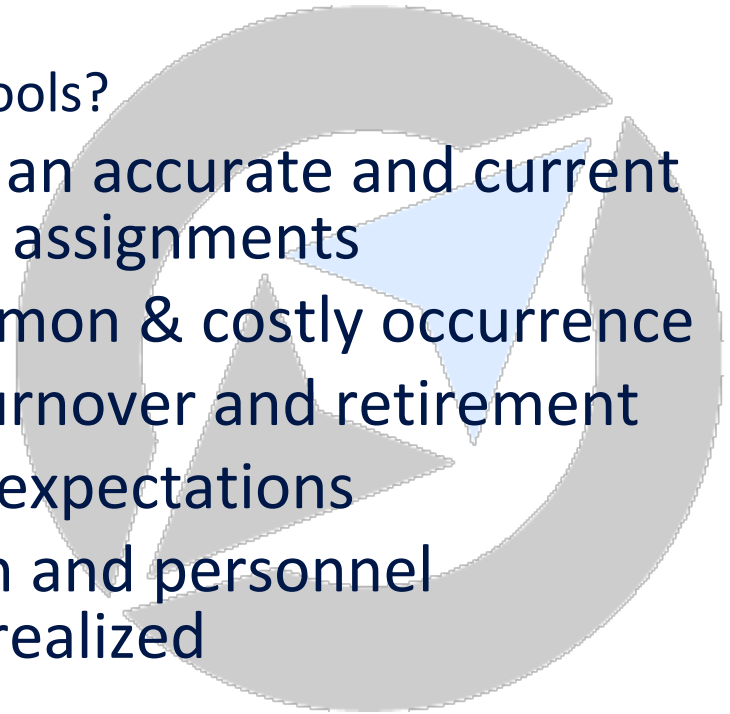 ools?
an accurate and current
assignments
mon & costly occurrence
urnover and retirement
expectations
n and personnel
realized